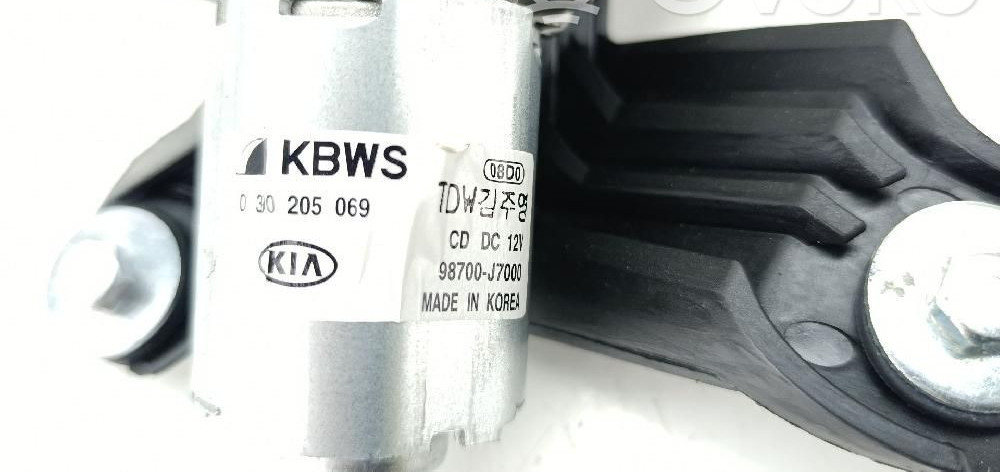 KBWS
0 30 205 069
KIA
08D0
TDW김주영
CD DC 12V
98700-J7000
MADE IN KOREA